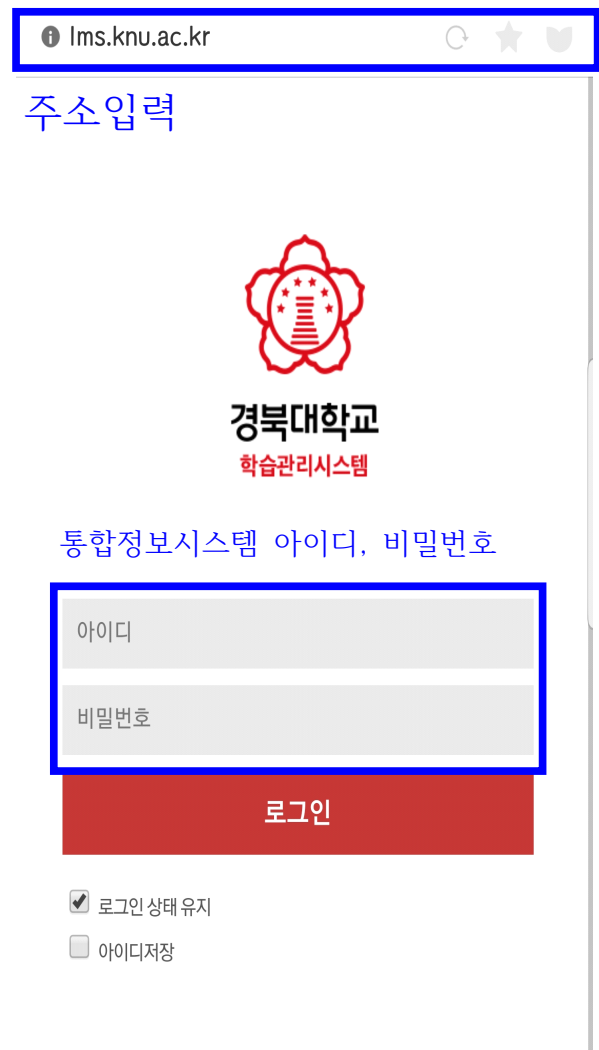 lms.knu.ac.kr
주소입력
경북대학교
학습관리시스템
통합정보시스템 아이디, 비밀번호
아이디
비밀번호
로그인
로그인 상태 유지
아이디저장